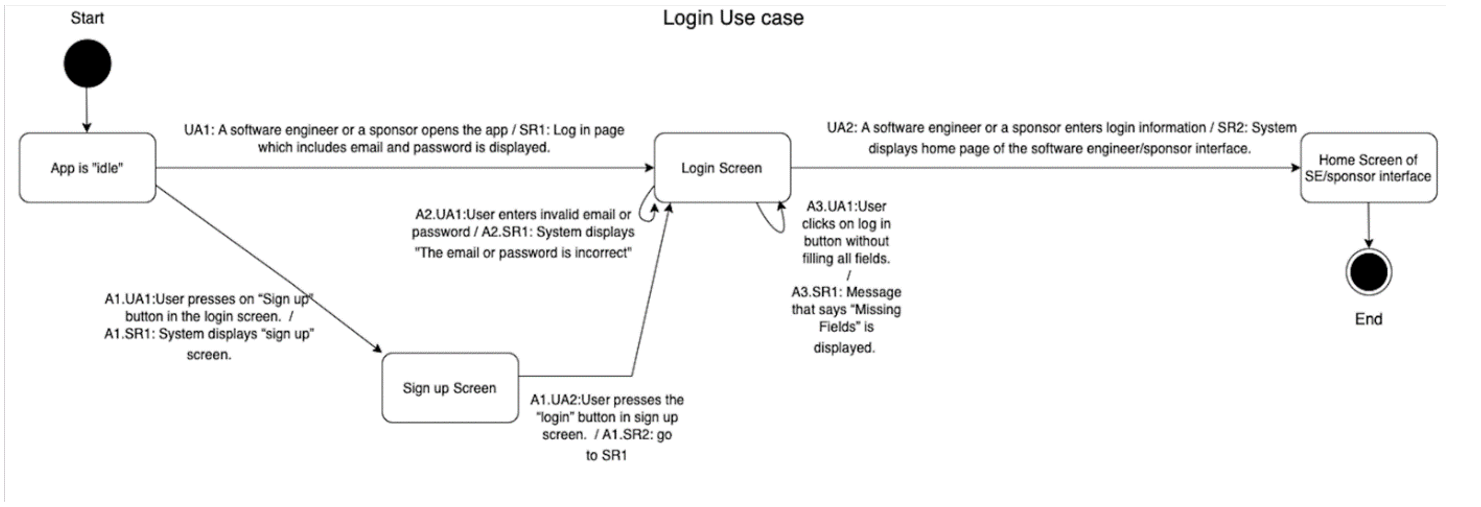 Start
Login Use case
App is "idle"
UA1: A software engineer or a sponsor opens the app / SR1: Log in page
which includes email and password is displayed.
Login Screen
UA2: A software engineer or a sponsor enters login information / SR2: System
displays home page of the software engineer/sponsor interface.
Home Screen of
SE/sponsor interface
A2.UA1:User enters invalid email or
password / A2.SR1: System displays
"The email or password is incorrect"
A3.UA1:User
clicks on log in
button without
filling all fields.
/
A3.SR1: Message
that says “Missing
Fields” is
displayed.
End
A1.UA1:User presses on “Sign up”
button in the login screen. /
A1.SR1: System displays “sign up”
screen.
Sign up Screen
A1.UA2:User presses the
“login” button in sign up
screen. / A1.SR2: go
to SR1